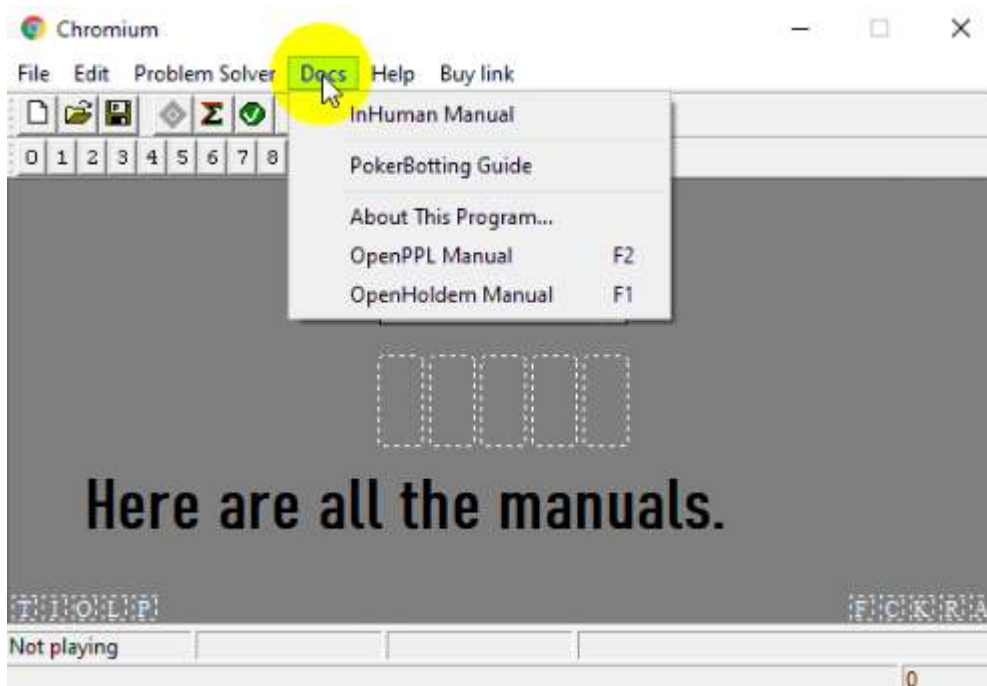 Chromium
File Edit Problem Solver Docs Help Buy link
InHuman Manual
0 1 2 3 4 5 6 7 8
PokerBotting Guide
About This Program...
OpenPPL Manual F2
OpenHoldem Manual F1
Here are all the manuals.
T I O L P F C K R A
Not playing
0